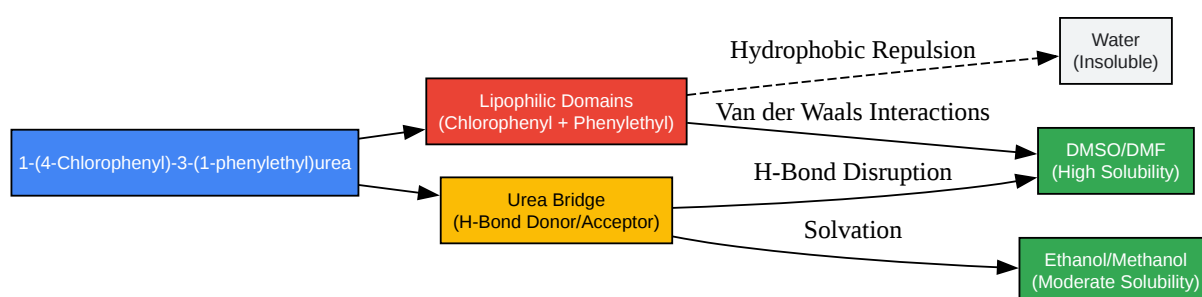 1-(4-Chlorophenyl)-3-(1-phenylethyl)urea
Lipophilic Domains
(Chlorophenyl + Phenylethyl)
Urea Bridge
(H-Bond Donor/Acceptor)
Hydrophobic Repulsion
Van der Waals Interactions
H-Bond Disruption
Solvation
Water
(Insoluble)
DMSO/DMF
(High Solubility)
Ethanol/Methanol
(Moderate Solubility)